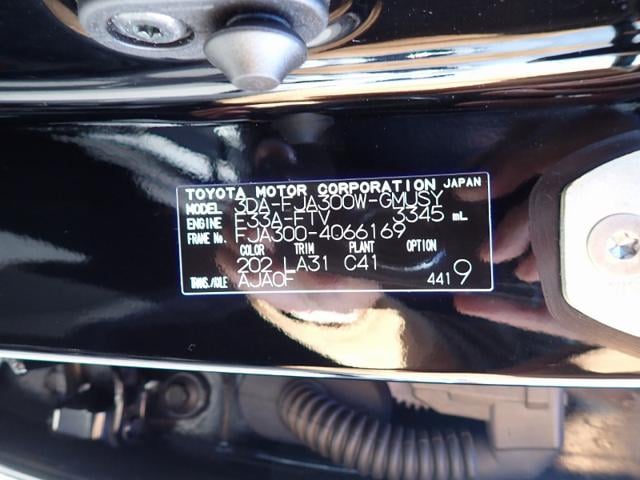 TOYOTA MOTOR CORPORATION JAPAN
MODEL 3DA-FJA300W-GMUSY
ENGINE F33A-FTV 3345 mL
FRAME No. FJA300-4066169
COLOR TRIM PLANT OPTION
202 LA31 C41
TRANS./AXLE AJA0F 441 9